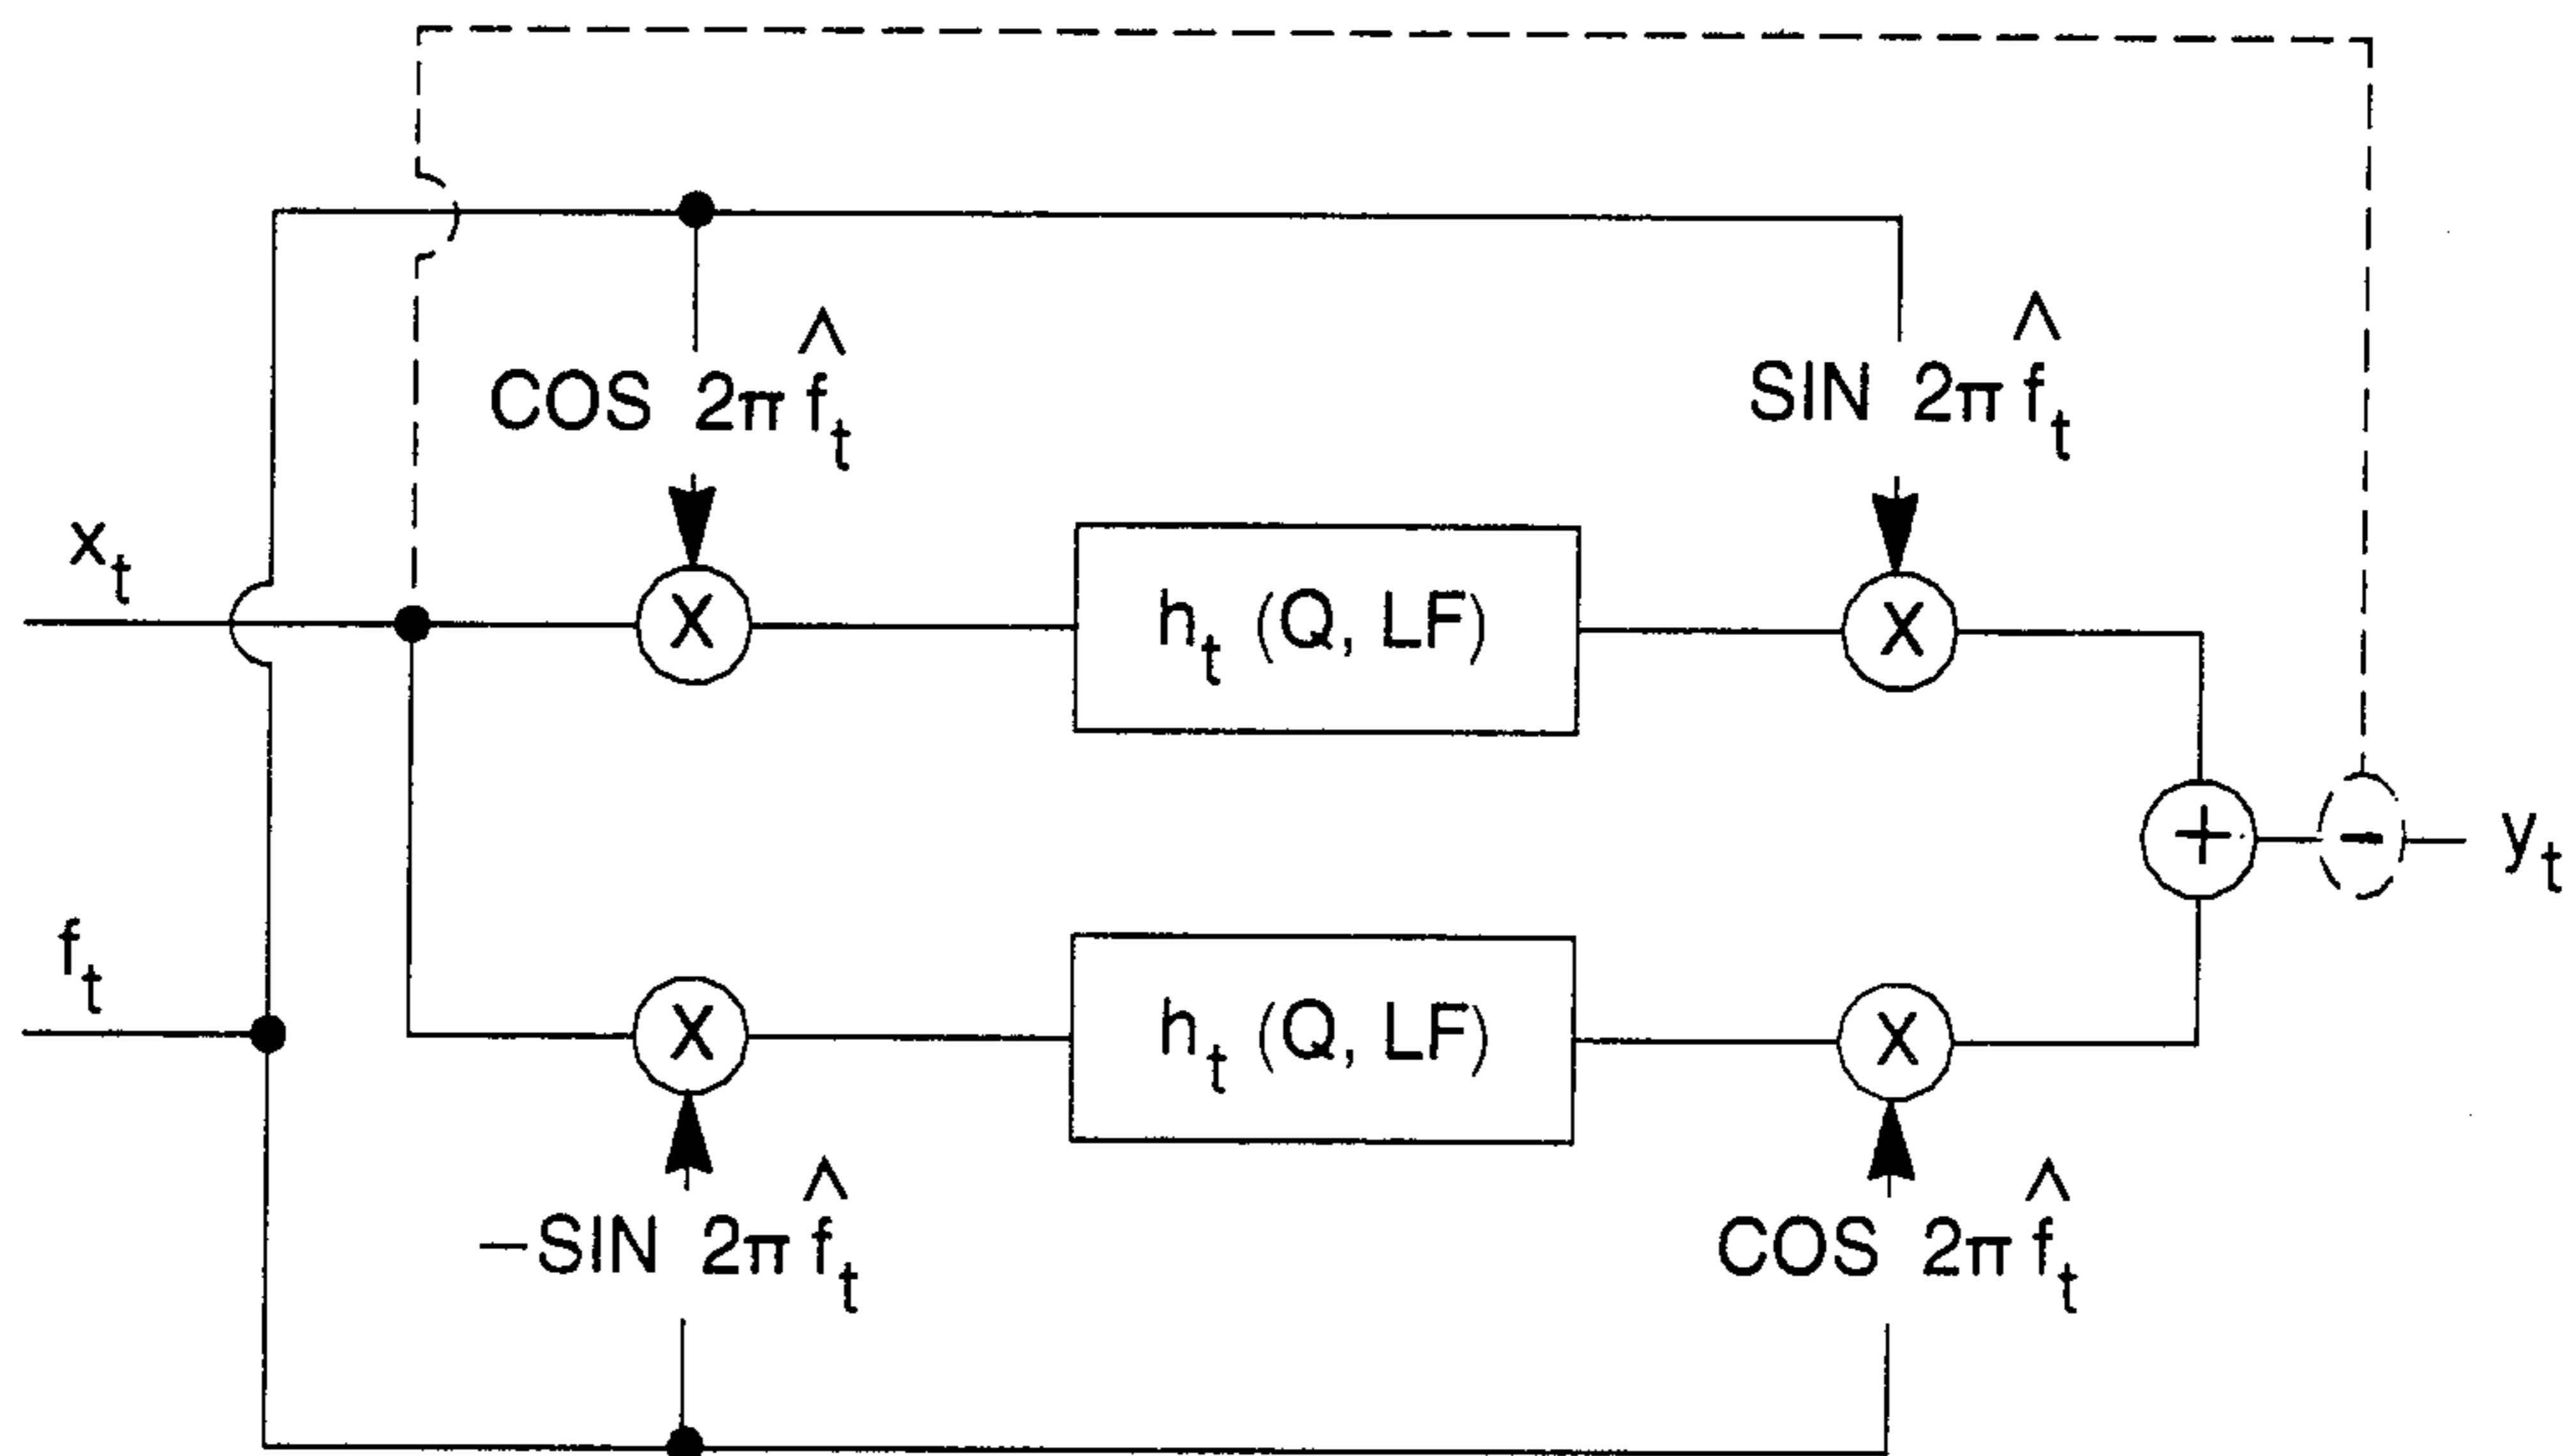 COS 2π f̂ₜ
SIN 2π f̂ₜ
xₜ
X
hₜ (Q, LF)
X
+
-
yₜ
fₜ
X
hₜ (Q, LF)
X
–SIN 2π f̂ₜ
COS 2π f̂ₜ